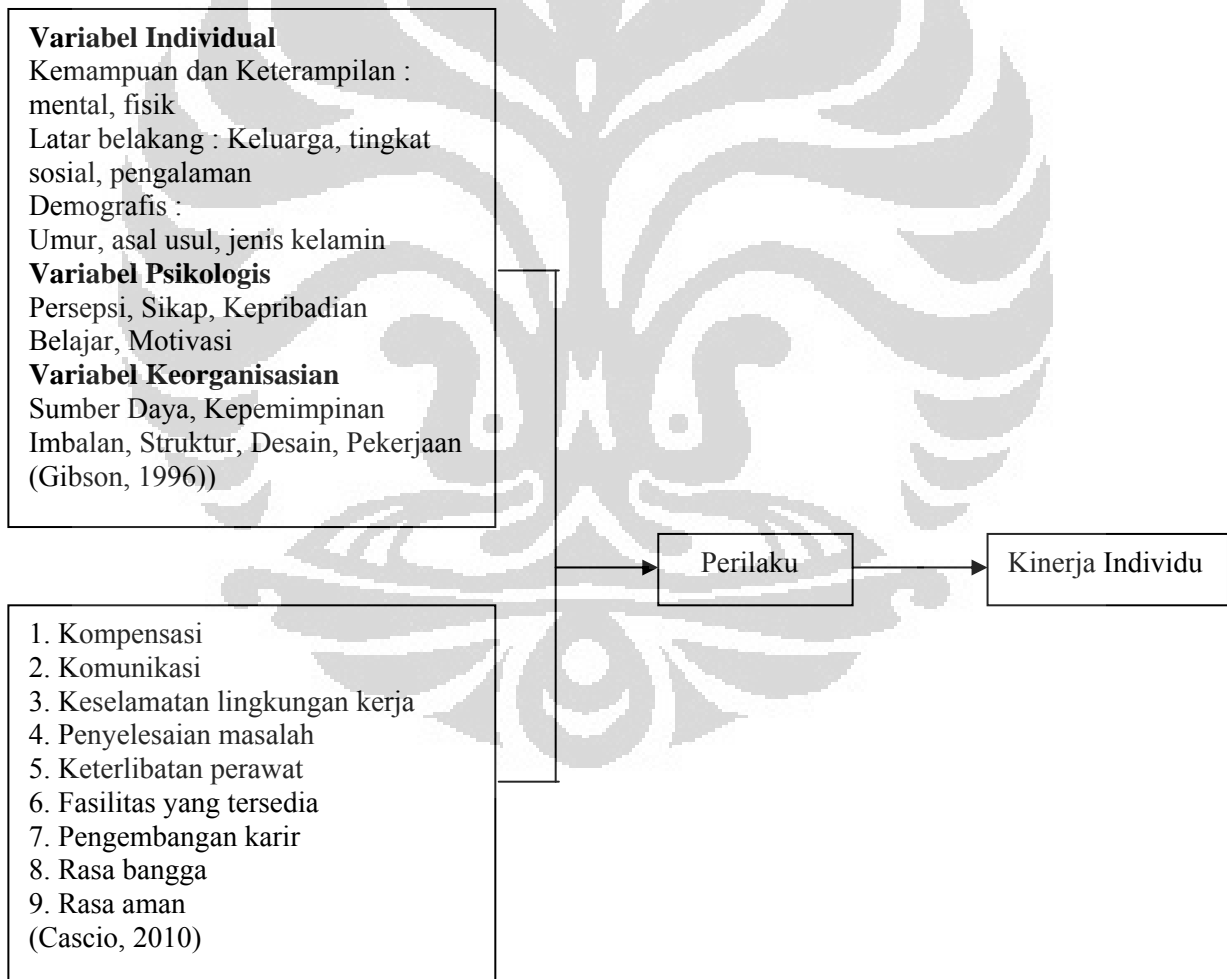 Variabel Individual
Kemampuan dan Keterampilan :
mental, fisik
Latar belakang : Keluarga, tingkat
sosial, pengalaman
Demografis :
Umur, asal usul, jenis kelamin
Variabel Psikologis
Persepsi, Sikap, Kepribadian
Belajar, Motivasi
Variabel Keorganisasian
Sumber Daya, Kepemimpinan
Imbalan, Struktur, Desain, Pekerjaan
(Gibson, 1996))
Perilaku
Kinerja Individu
1. Kompensasi
2. Komunikasi
3. Keselamatan lingkungan kerja
4. Penyelesaian masalah
5. Keterlibatan perawat
6. Fasilitas yang tersedia
7. Pengembangan karir
8. Rasa bangga
9. Rasa aman
(Cascio, 2010)